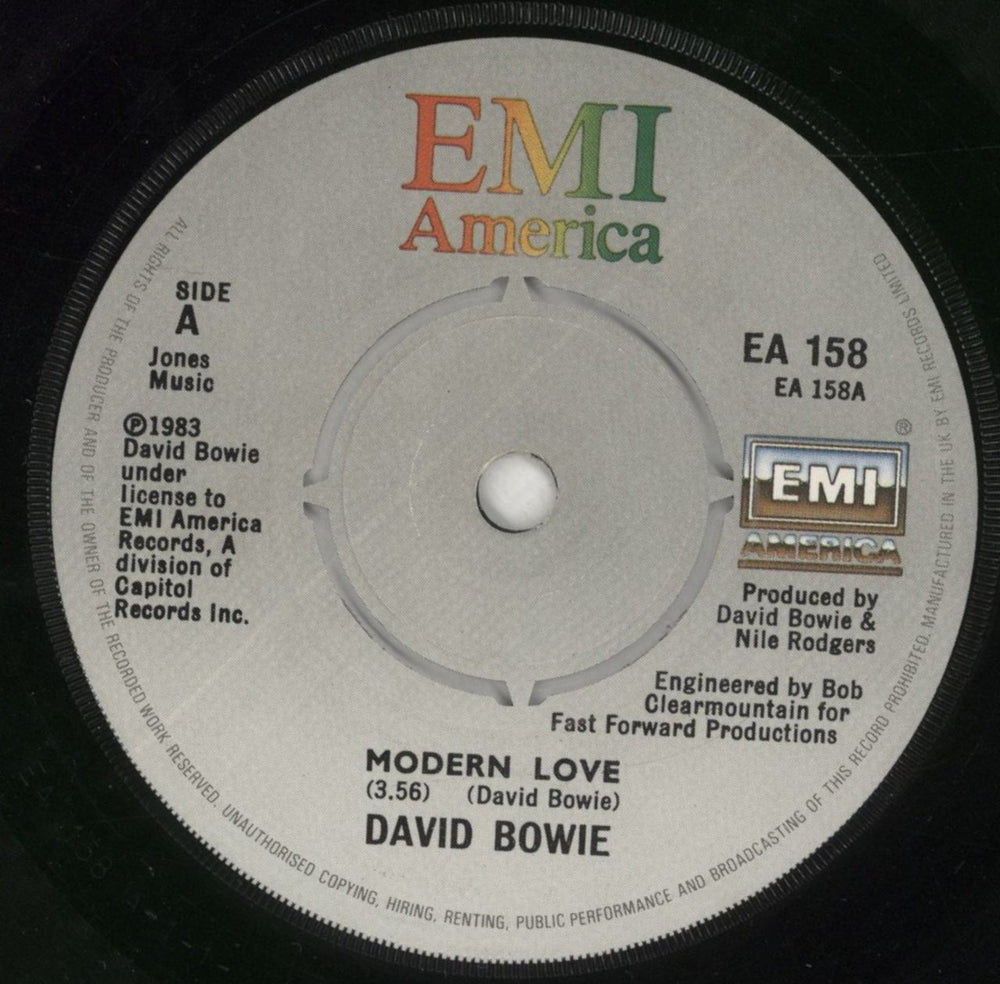 EMI
America
SIDE
A
Jones
Music
℗1983
David Bowie
under
license to
EMI America
Records, A
division of
Capitol
Records Inc.
EA 158
EA 158A
®
EMI
AMERICA
Produced by
David Bowie &
Nile Rodgers
Engineered by Bob
Clearmountain for
Fast Forward Productions
MODERN LOVE
(3.56) (David Bowie)
DAVID BOWIE
ALL RIGHTS OF THE PRODUCER AND OF THE OWNER OF THE RECORDED WORK RESERVED. UNAUTHORISED COPYING, HIRING, RENTING, PUBLIC PERFORMANCE AND BROADCASTING OF THIS RECORD PROHIBITED. MANUFACTURED IN THE UK BY EMI RECORDS LIMITED